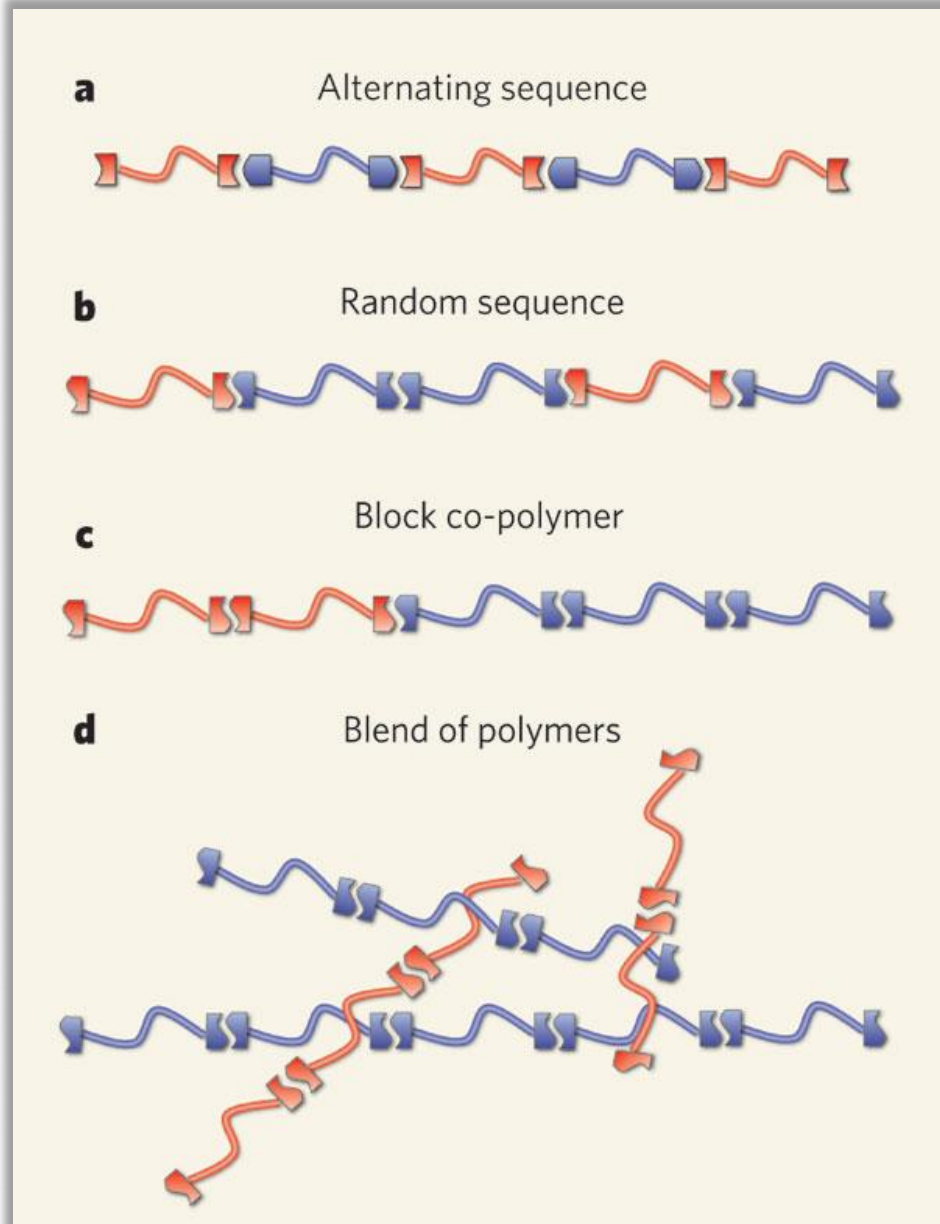 a Alternating sequence
b Random sequence
c Block co-polymer
d Blend of polymers